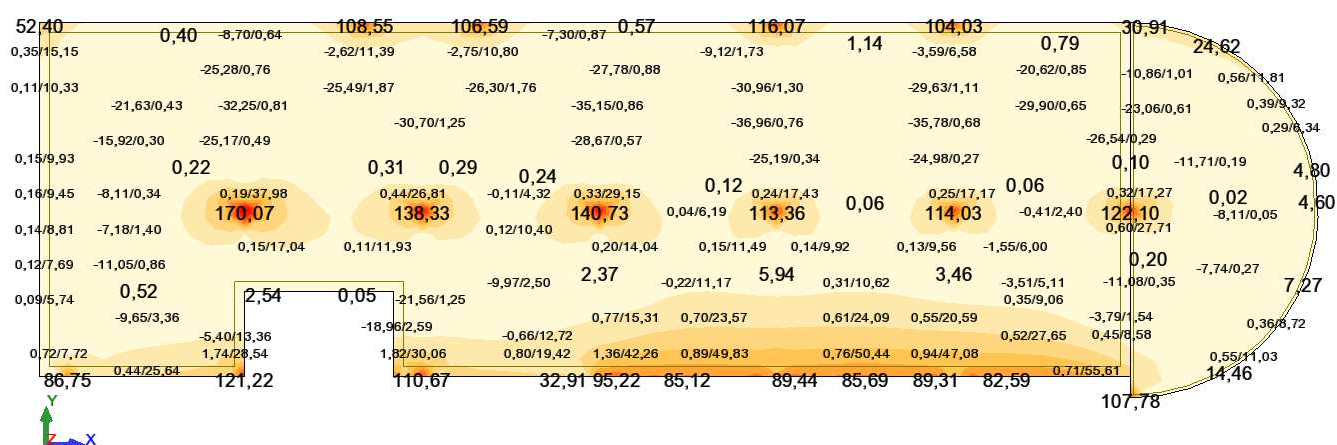 52,40 108,55 106,59 0,57 116,07 104,03 30,91
0,40 -8,70/0,64 -7,30/0,87
1,14 0,79 24,62
0,35/15,15 -2,62/11,39 -2,75/10,80 -9,12/1,73 -3,59/6,58
-25,28/0,76 -27,78/0,88 -20,62/0,85 -10,86/1,01 0,56/11,81
0,11/10,33 -25,49/1,87 -26,30/1,76 -30,96/1,30 -29,63/1,11
-21,63/0,43 -32,25/0,81 -35,15/0,86 -29,90/0,65 -23,06/0,61 0,39/9,32
-30,70/1,25 -36,96/0,76 -35,78/0,68 0,29/6,34
-15,92/0,30 -25,17/0,49 -28,67/0,57 -26,54/0,29
0,15/9,93 -25,19/0,34 -24,98/0,27 0,10 -11,71/0,19
0,22 0,31 0,29 0,24 4,80
0,16/9,45 -8,11/0,34 0,19/37,98 0,44/26,81 -0,11/4,32 0,33/29,15 0,12 0,24/17,43 0,25/17,17 0,06 0,32/17,27
0,06 0,02 4,60
170,07 138,33 140,73 0,04/6,19 113,36 114,03 -0,41/2,40 122,10 -8,11/0,05
0,14/8,81 -7,18/1,40 0,12/10,40 0,60/27,71
0,15/17,04 0,11/11,93 0,20/14,04 0,15/11,49 0,14/9,92 0,13/9,56 -1,55/6,00
0,12/7,69 -11,05/0,86 0,20 -7,74/0,27
-9,97/2,50 2,37 -0,22/11,17 5,94 0,31/10,62 3,46 -3,51/5,11 -11,08/0,35 7,27
0,09/5,74 0,52 2,54 0,05 -21,56/1,25 0,35/9,06
-9,65/3,36 -18,96/2,59 0,77/15,31 0,70/23,57 0,61/24,09 0,55/20,59 -3,79/1,54 0,36/8,72
-5,40/13,36 -0,66/12,72 0,52/27,65 0,45/8,58
0,72/7,72 1,74/28,54 1,82/30,06 0,80/19,42 1,36/42,26 0,89/49,83 0,76/50,44 0,94/47,08 0,55/11,03
0,44/25,64 0,71/55,61 14,46
86,75 121,22 110,67 32,91 95,22 85,12 89,44 85,69 89,31 82,59
107,78
Y
Z X